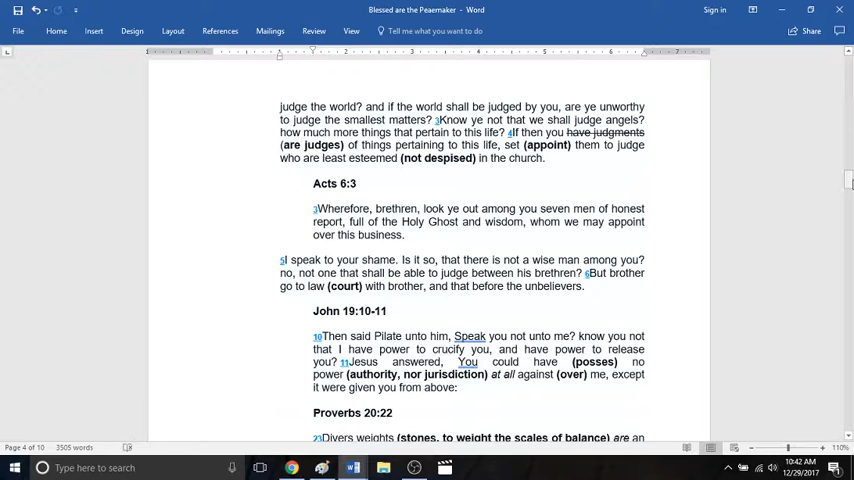 Blessed are the Peaemaker - Word
Sign in
File Home Insert Design Layout References Mailings Review View Tell me what you want to do Share
1 1 2 3 4 5 6 7
judge the world? and if the world shall be judged by you, are ye unworthy
to judge the smallest matters? 3Know ye not that we shall judge angels?
how much more things that pertain to this life? 4If then you have judgments
(are judges) of things pertaining to this life, set (appoint) them to judge
who are least esteemed (not despised) in the church.
Acts 6:3
3Wherefore, brethren, look ye out among you seven men of honest
report, full of the Holy Ghost and wisdom, whom we may appoint
over this business.
5I speak to your shame. Is it so, that there is not a wise man among you?
no, not one that shall be able to judge between his brethren? 6But brother
go to law (court) with brother, and that before the unbelievers.
John 19:10-11
10Then said Pilate unto him, Speak you not unto me? know you not
that I have power to crucify you, and have power to release
you? 11Jesus answered, You could have (posses) no
power (authority, nor jurisdiction) at all against (over) me, except
it were given you from above:
Proverbs 20:22
23Divers weights (stones, to weight the scales of balance) are an
Page 4 of 10 3505 words 110%
Type here to search
10:42 AM
12/29/2017